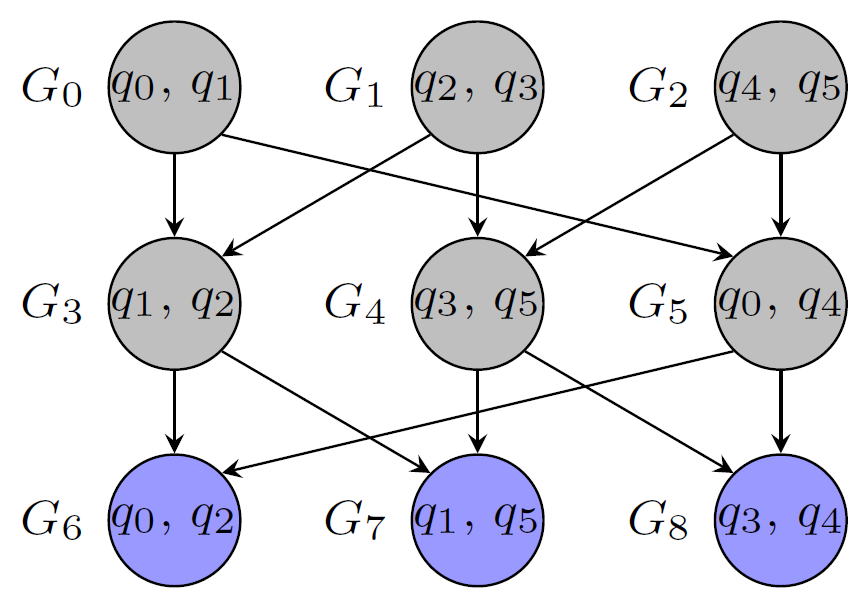 G₀ q₀, q₁ G₁ q₂, q₃ G₂ q₄, q₅
G₃ q₁, q₂ G₄ q₃, q₅ G₅ q₀, q₄
G₆ q₀, q₂ G₇ q₁, q₅ G₈ q₃, q₄